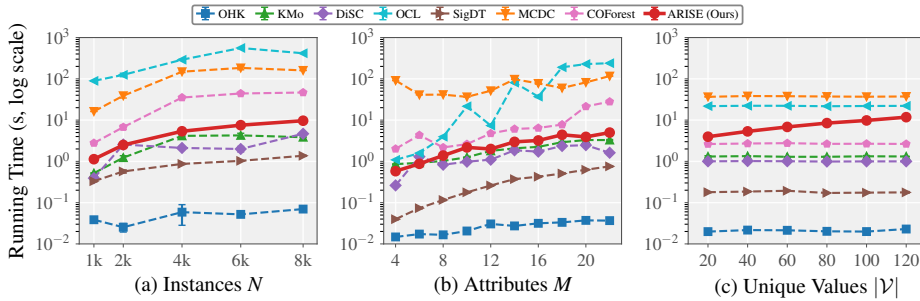 OHK KMo DiSC OCL SigDT MCDC COForest ARISE (Ours)
Running Time (s, log scale)
10³ 10² 10¹ 10⁰ 10⁻¹ 10⁻²
1k 2k 4k 6k 8k
(a) Instances N
10³ 10² 10¹ 10⁰ 10⁻¹ 10⁻²
4 8 12 16 20
(b) Attributes M
10³ 10² 10¹ 10⁰ 10⁻¹ 10⁻²
20 40 60 80 100 120
(c) Unique Values |𝒱|